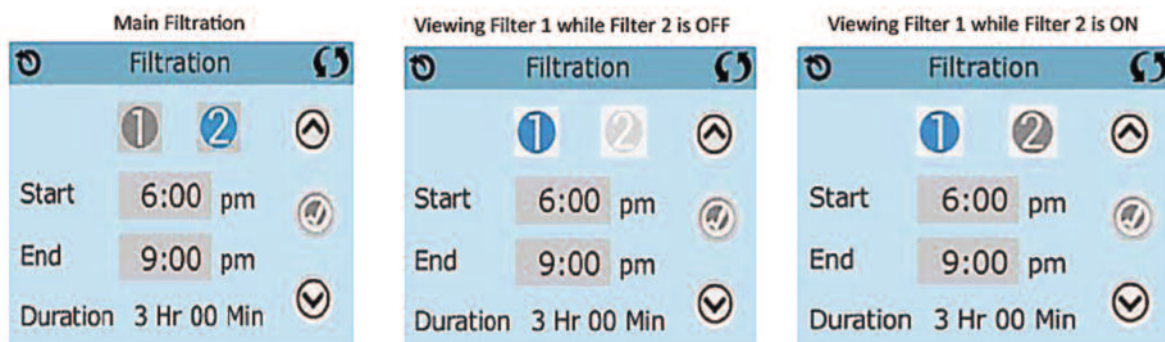 Main Filtration
Filtration
1 2
Start 6:00 pm
End 9:00 pm
Duration 3 Hr 00 Min
Viewing Filter 1 while Filter 2 is OFF
Filtration
1 2
Start 6:00 pm
End 9:00 pm
Duration 3 Hr 00 Min
Viewing Filter 1 while Filter 2 is ON
Filtration
1 2
Start 6:00 pm
End 9:00 pm
Duration 3 Hr 00 Min